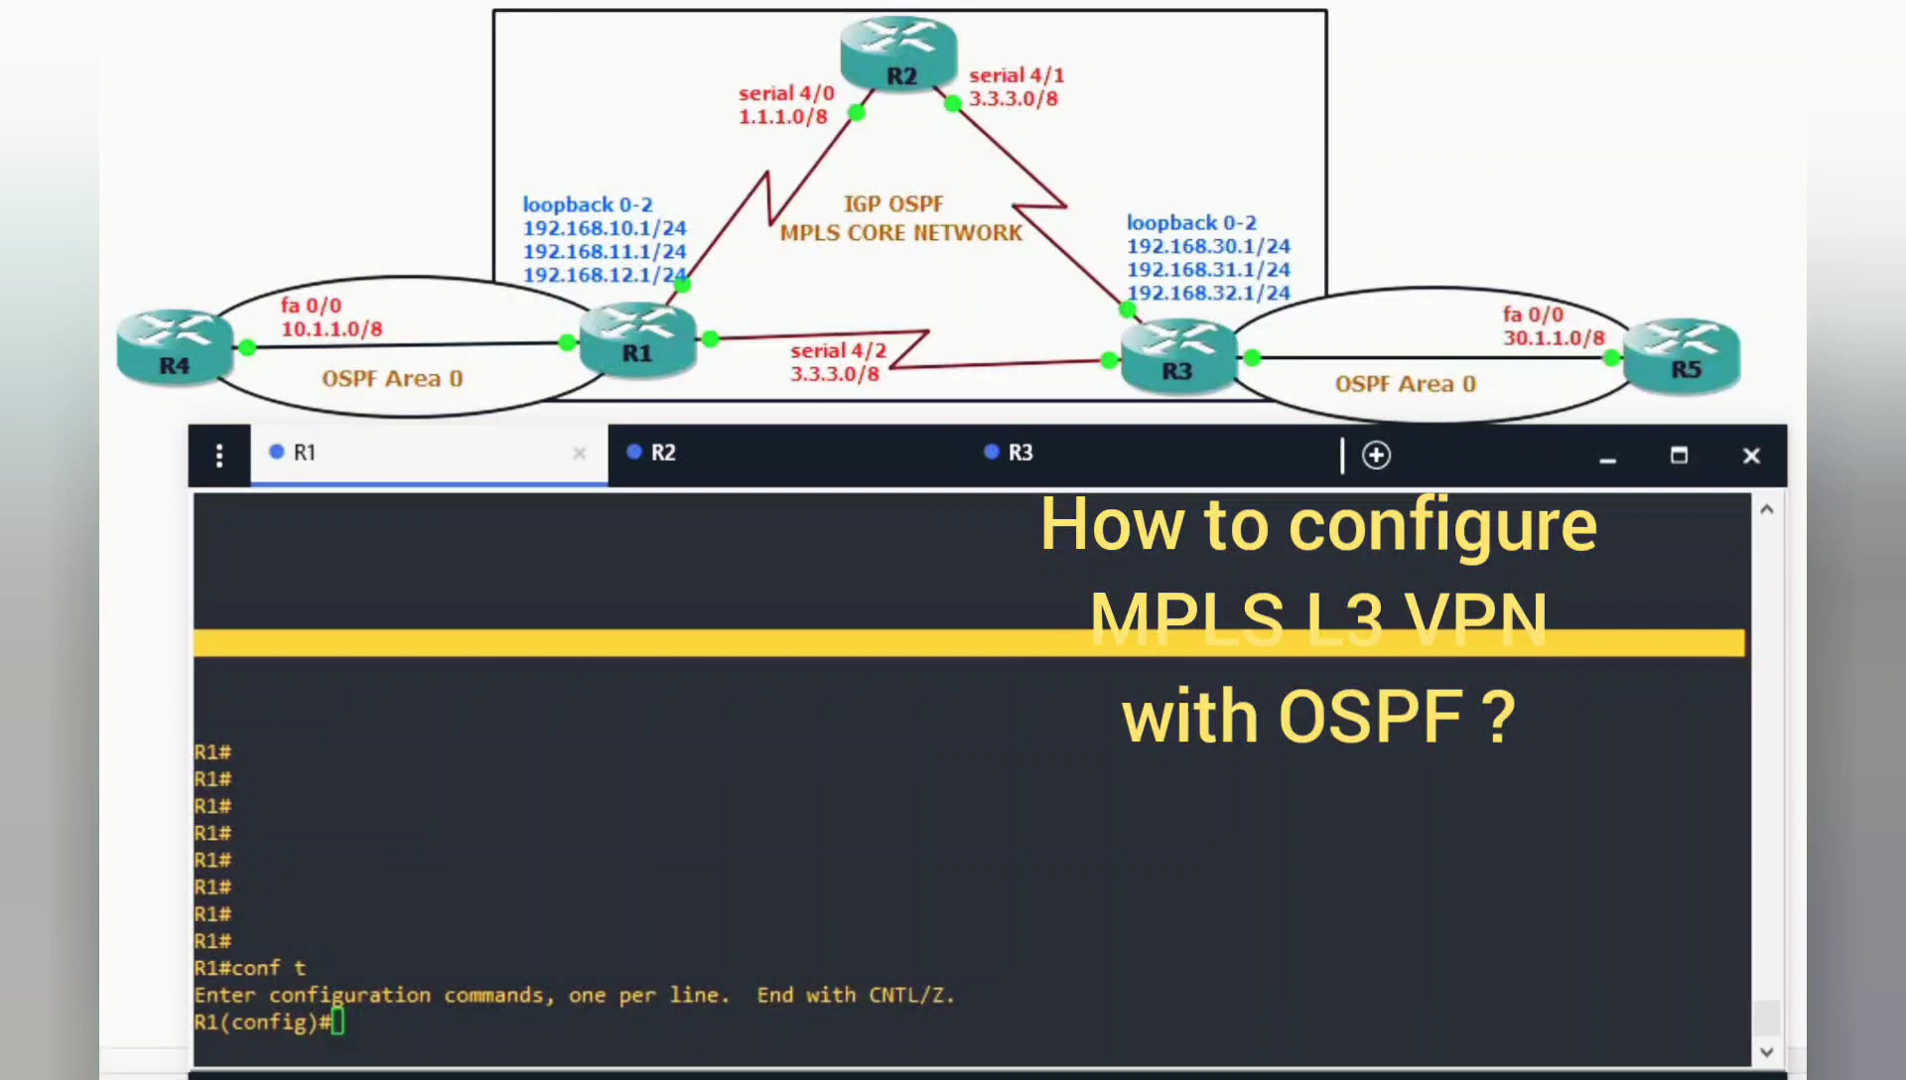 R2
serial 4/0
1.1.1.0/8
serial 4/1
3.3.3.0/8
IGP OSPF
MPLS CORE NETWORK
loopback 0-2
192.168.10.1/24
192.168.11.1/24
192.168.12.1/24
loopback 0-2
192.168.30.1/24
192.168.31.1/24
192.168.32.1/24
fa 0/0
10.1.1.0/8
R4
OSPF Area 0
R1
serial 4/2
3.3.3.0/8
R3
fa 0/0
30.1.1.0/8
OSPF Area 0
R5
R1 R2 R3
How to configure
MPLS L3 VPN
with OSPF ?
R1#
R1#
R1#
R1#
R1#
R1#
R1#
R1#
R1#conf t
Enter configuration commands, one per line.  End with CNTL/Z.
R1(config)#